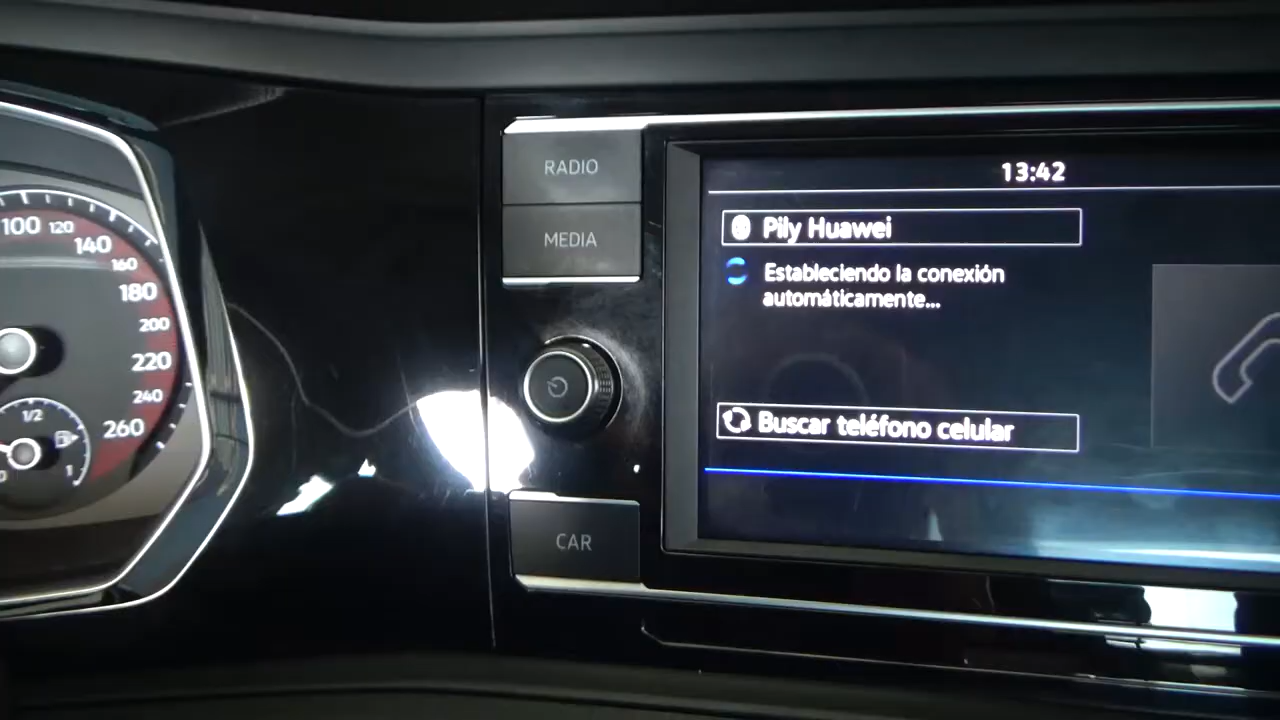 100 120
140
160
180
200
220
240
260
1/2
0
1
RADIO
MEDIA
CAR
13:42
Pily Huawei
Estableciendo la conexión
automáticamente...
Buscar teléfono celular